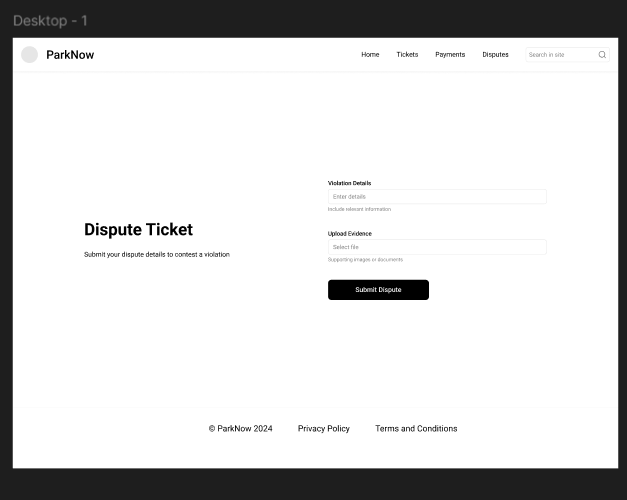 Desktop - 1
ParkNow
Home
Tickets
Payments
Disputes
Search in site
Dispute Ticket
Submit your dispute details to contest a violation
Violation Details
Enter details
Include relevant information
Upload Evidence
Select file
Supporting images or documents
Submit Dispute
© ParkNow 2024
Privacy Policy
Terms and Conditions